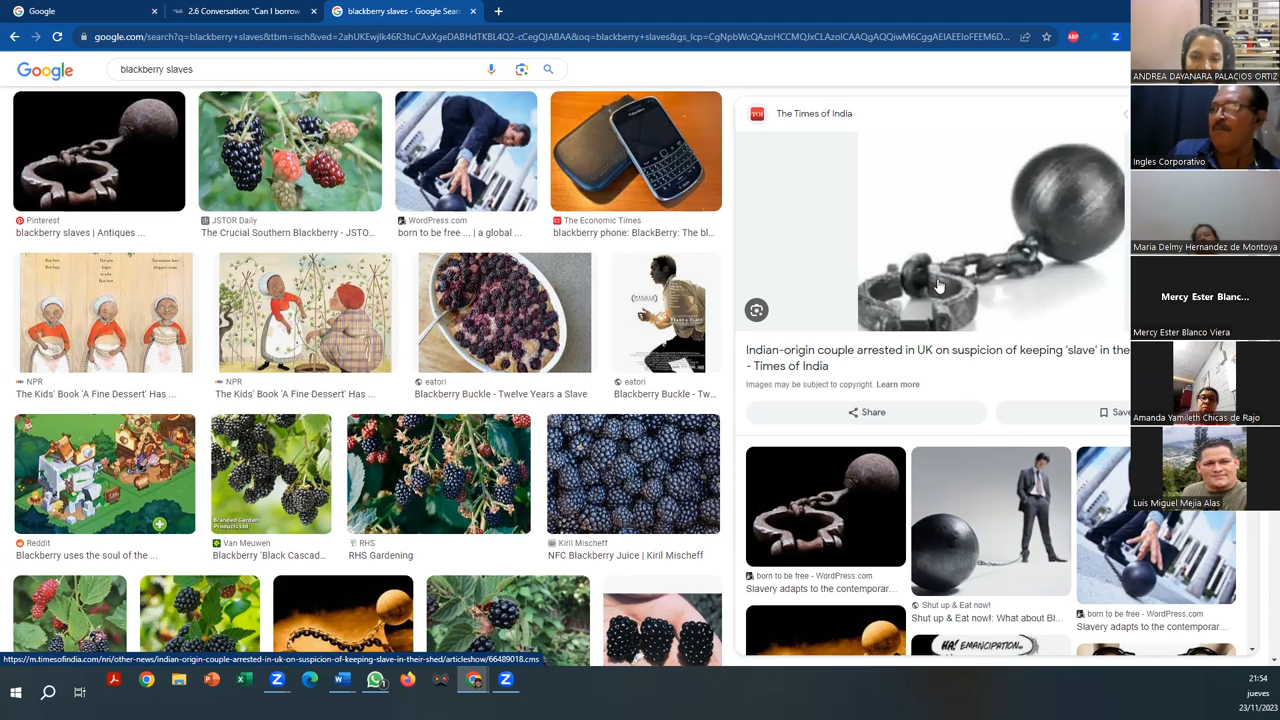 Google
2.6 Conversation: "Can I borrow
blackberry slaves - Google Sear
google.com/search?q=blackberry+slaves&tbm=isch&ved=2ahUKEwjIk46R3tuCAxXgeDABHdTKBL4Q2-cCegQIABAA&oq=blackberry+slaves&gs_lcp=CgNpbWcQAzoHCCMQ
Google
blackberry slaves
Pinterest
blackberry slaves | Antiques ...
JSTOR Daily
The Crucial Southern Blackberry - JSTO...
WordPress.com
born to be free ... | a global ...
The Economic Times
blackberry phone: BlackBerry: The bl...
NPR
The Kids' Book 'A Fine Dessert' Has ...
NPR
The Kids' Book 'A Fine Dessert' Has ...
eatori
Blackberry Buckle - Twelve Years a Slave
eatori
Blackberry Buckle - Tw...
Reddit
Blackberry uses the soul of the ...
Branded Garden
Products Ltd
Van Meuwen
Blackberry 'Black Cascad...
RHS
RHS Gardening
Kiril Mischeff
NFC Blackberry Juice | Kiril Mischeff
https://m.timesofindia.com/nri/other-news/indian-origin-couple-arrested-in-uk-on-suspicion-of-keeping-slave-in-their-shed/articleshow/66489018.cms
TOI
The Times of India
Indian-origin couple arrested in UK on suspicion of keeping 'slave' in the
- Times of India
Images may be subject to copyright. Learn more
Share
Save
born to be free - WordPress.com
Slavery adapts to the contemporar...
Shut up & Eat now!
Shut up & Eat now!: What about Bl...
born to be free - WordPress.com
Slavery adapts to the contemporar...
HA! EMANCIPATION...
ANDREA DAYANARA PALACIOS ORTIZ
Ingles Corporativo
Maria Delmy Hernandez de Montoya
Mercy Ester Blanc...
Mercy Ester Blanco Viera
Amanda Yamileth Chicas de Rajo
Luis Miguel Mejia Alas
ABP
1
21:54
jueves
23/11/2023